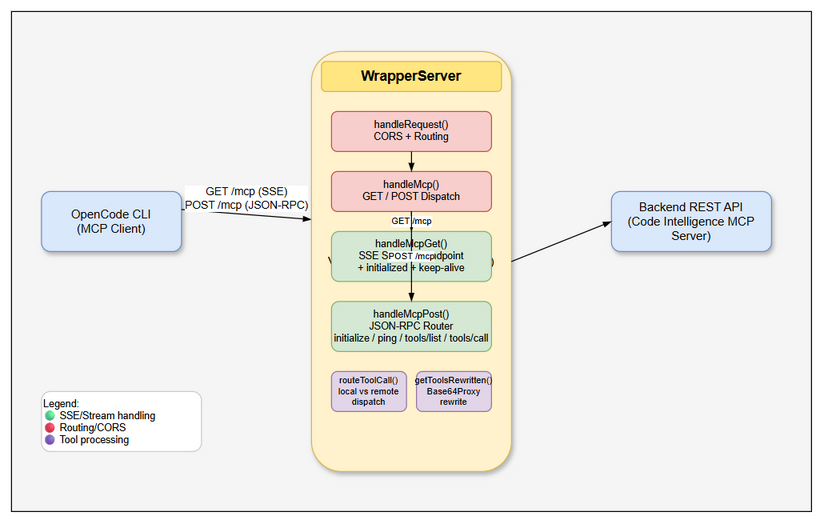 WrapperServer
handleRequest()
CORS + Routing
handleMcp()
GET / POST Dispatch
GET /mcp (SSE)
POST /mcp (JSON-RPC)
OpenCode CLI
(MCP Client)
Backend REST API
(Code Intelligence MCP
Server)
GET /mcp
handleMcpGet()
SSE
POST /mcp
+ initialized + keep-alive
handleMcpPost()
JSON-RPC Router
initialize / ping / tools/list / tools/call
routeToolCall()
local vs remote
dispatch
getToolsRewritten()
Base64Proxy
rewrite
Legend:
SSE/Stream handling
Routing/CORS
Tool processing